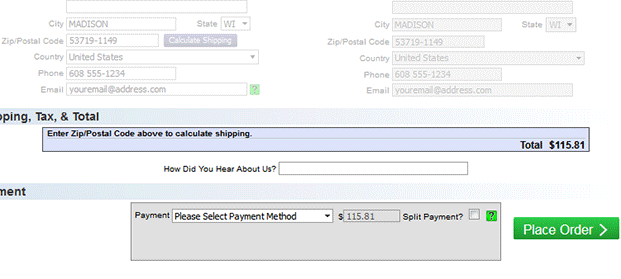 City MADISON State WI City MADISON State WI
Zip/Postal Code 53719-1149 Calculate Shipping Zip/Postal Code 53719-1149
Country United States Country United States
Phone 608 555-1234 Phone 608 555-1234
Email youremail@address.com ? Email youremail@address.com
pping, Tax, & Total
Enter Zip/Postal Code above to calculate shipping.
Total $115.81
How Did You Hear About Us?
ment
Payment Please Select Payment Method $ 115.81 Split Payment? ?
Place Order >